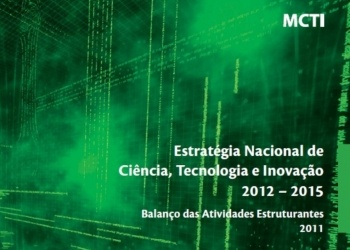 MCTI
Estratégia Nacional de
Ciência, Tecnologia e Inovação
2012 – 2015
Balanço das Atividades Estruturantes
2011